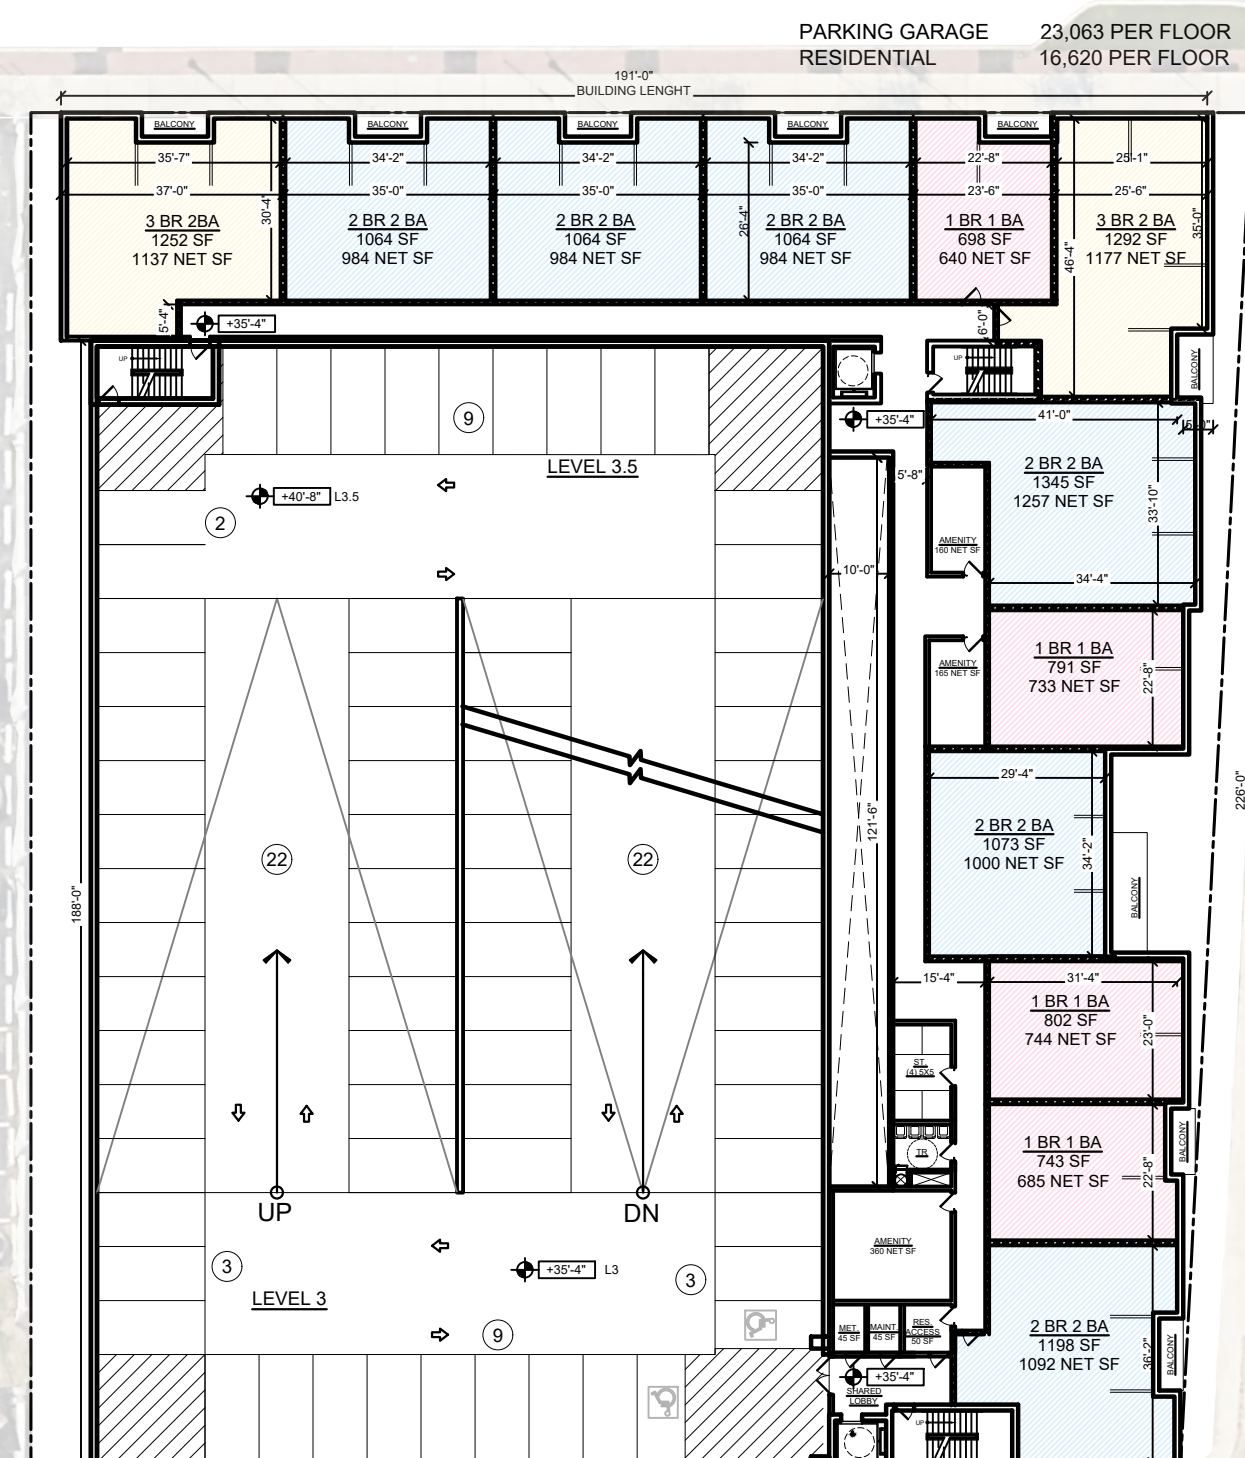 PARKING GARAGE 23,063 PER FLOOR
RESIDENTIAL 16,620 PER FLOOR
191'-0"
BUILDING LENGHT
BALCONY
BALCONY
BALCONY
BALCONY
BALCONY
35'-7"
34'-2"
34'-2"
34'-2"
22'-8"
25'-1"
37'-0"
35'-0"
35'-0"
35'-0"
23'-6"
25'-6"
3 BR 2BA
1252 SF
1137 NET SF
30'-4"
2 BR 2 BA
1064 SF
984 NET SF
2 BR 2 BA
1064 SF
984 NET SF
26'-4"
2 BR 2 BA
1064 SF
984 NET SF
1 BR 1 BA
698 SF
640 NET SF
46'-4"
3 BR 2 BA
1292 SF
1177 NET SF
35'-0"
5'-4"
+35'-4"
6'-0"
UP
UP
BALCONY
9
+35'-4"
41'-0"
5'-0"
LEVEL 3.5
+40'-8" L3.5
2
5'-8"
2 BR 2 BA
1345 SF
1257 NET SF
33'-10"
AMENITY
160 NET SF
10'-0"
34'-4"
1 BR 1 BA
791 SF
733 NET SF
22'-8"
AMENITY
165 NET SF
29'-4"
226'-0"
121'-6"
2 BR 2 BA
1073 SF
1000 NET SF
34'-2"
22
22
188'-0"
BALCONY
15'-4"
31'-4"
1 BR 1 BA
802 SF
744 NET SF
23'-0"
ST.
(4) 5X5
TR
1 BR 1 BA
743 SF
685 NET SF
22'-8"
BALCONY
UP
DN
AMENITY
360 NET SF
3
+35'-4" L3
3
LEVEL 3
9
MET.
45 SF
MAINT.
45 SF
RES.
ACCESS
50 SF
2 BR 2 BA
1198 SF
1092 NET SF
36'-2"
BALCONY
+35'-4"
SHARED
LOBBY
UP